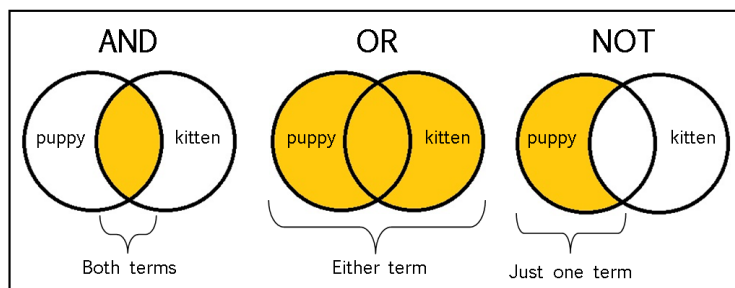 AND
puppy
kitten
Both terms
OR
puppy
kitten
Either term
NOT
puppy
kitten
Just one term